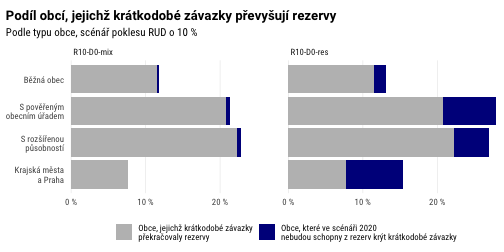 Podíl obcí, jejichž krátkodobé závazky převyšují rezervy
Podle typu obce, scénář poklesu RUD o 10 %
R10-D0-mix
R10-D0-res
Běžná obec
S pověřeným
obecním úřadem
S rozšířenou
působností
Krajská města
a Praha
0 %
10 %
20 %
0 %
10 %
20 %
Obce, jejichž krátkodobé závazky
překračovaly rezervy
Obce, které ve scénáři 2020
nebudou schopny z rezerv krýt krátkodobé závazky